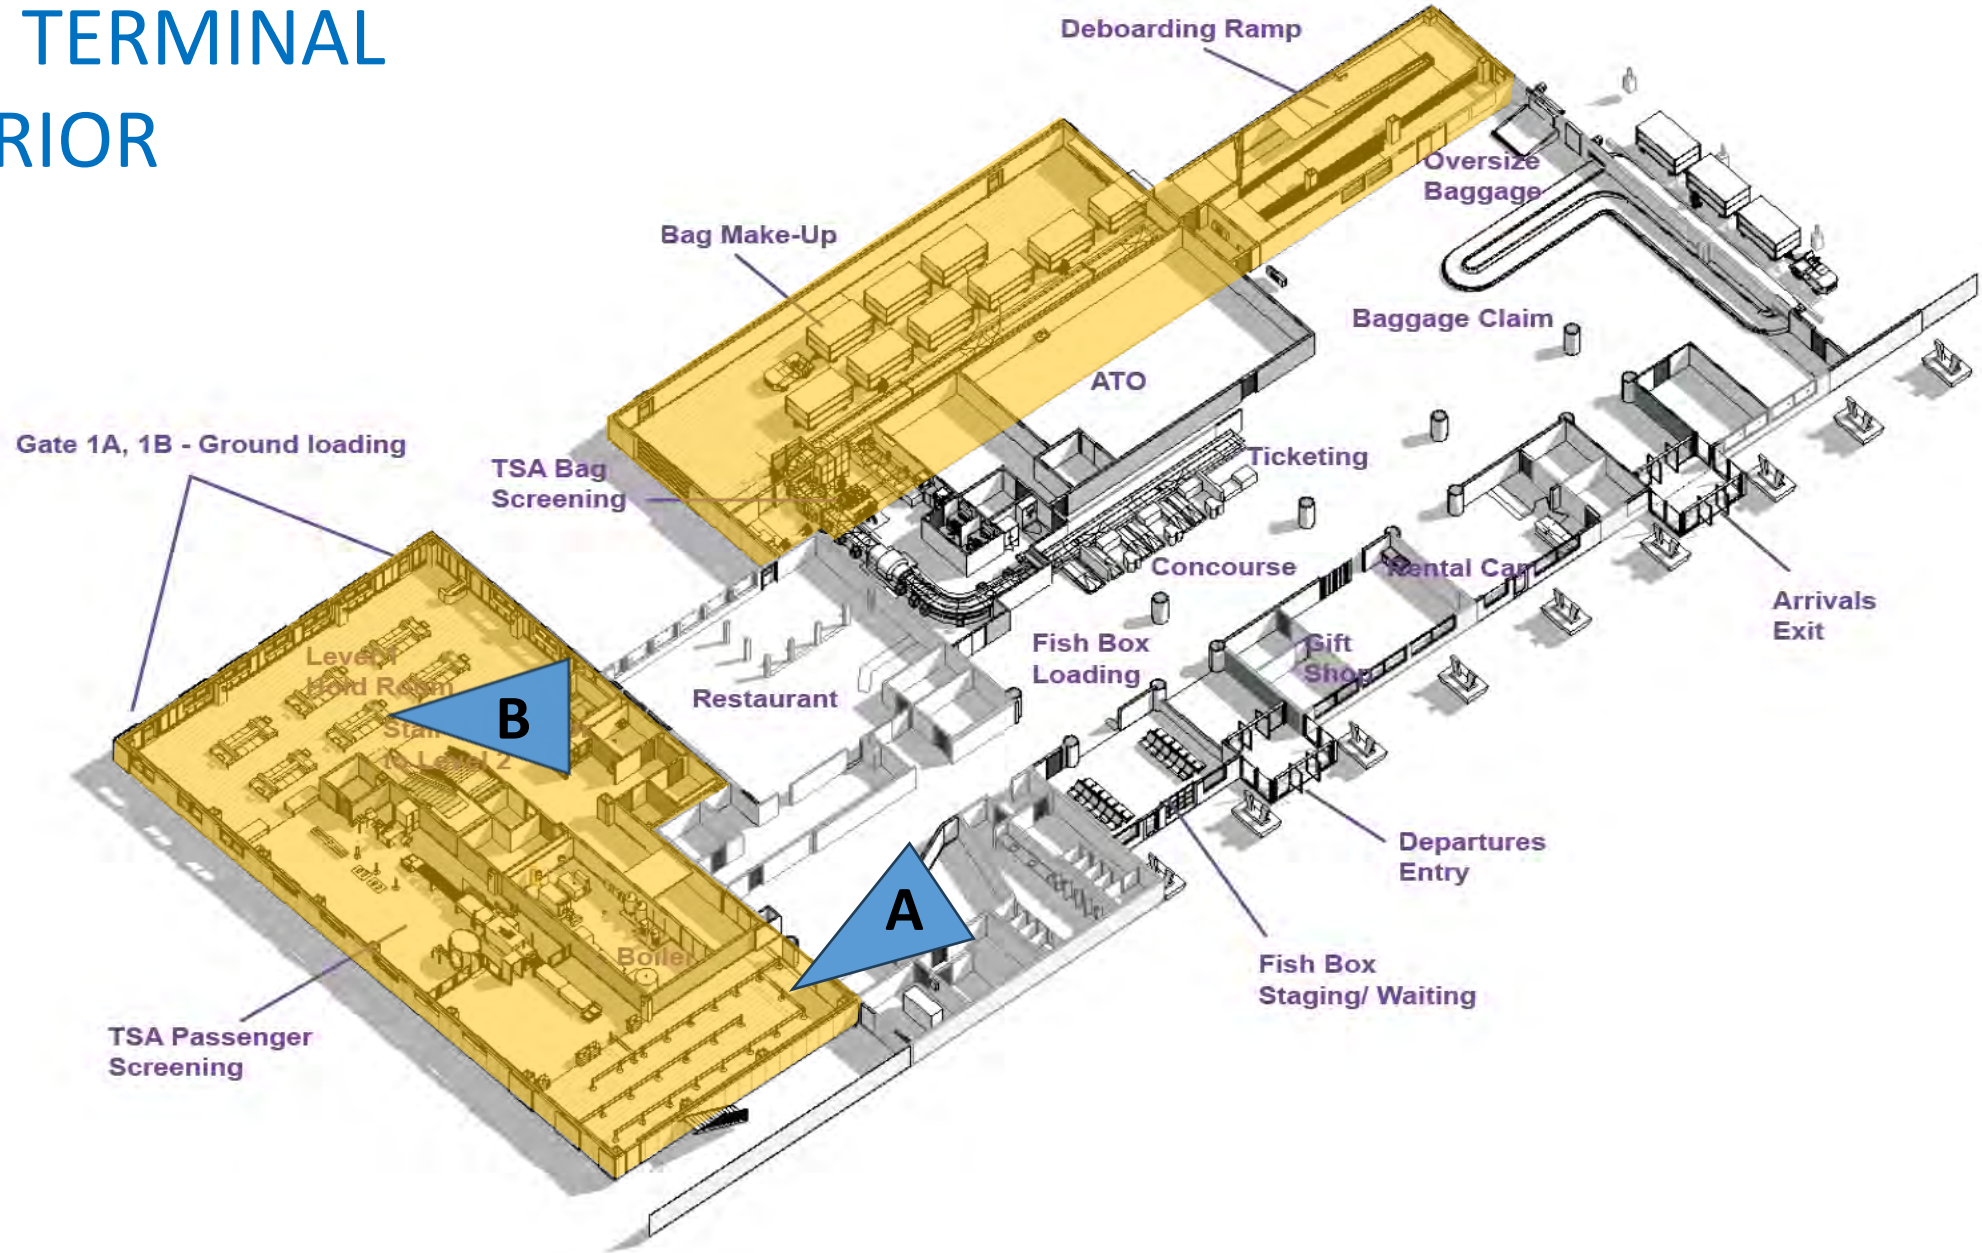 TERMINAL
RIOR
Deboarding Ramp
Oversize
Baggage
Bag Make-Up
Baggage Claim
ATO
Gate 1A, 1B - Ground loading
TSA Bag
Screening
Ticketing
Concourse
Rental Car
Arrivals
Exit
Fish Box
Loading
Gift
Shop
Level 1
Hold Room
Restaurant
B
Stair
to Level 2
Departures
Entry
A
Boiler
Fish Box
Staging/ Waiting
TSA Passenger
Screening